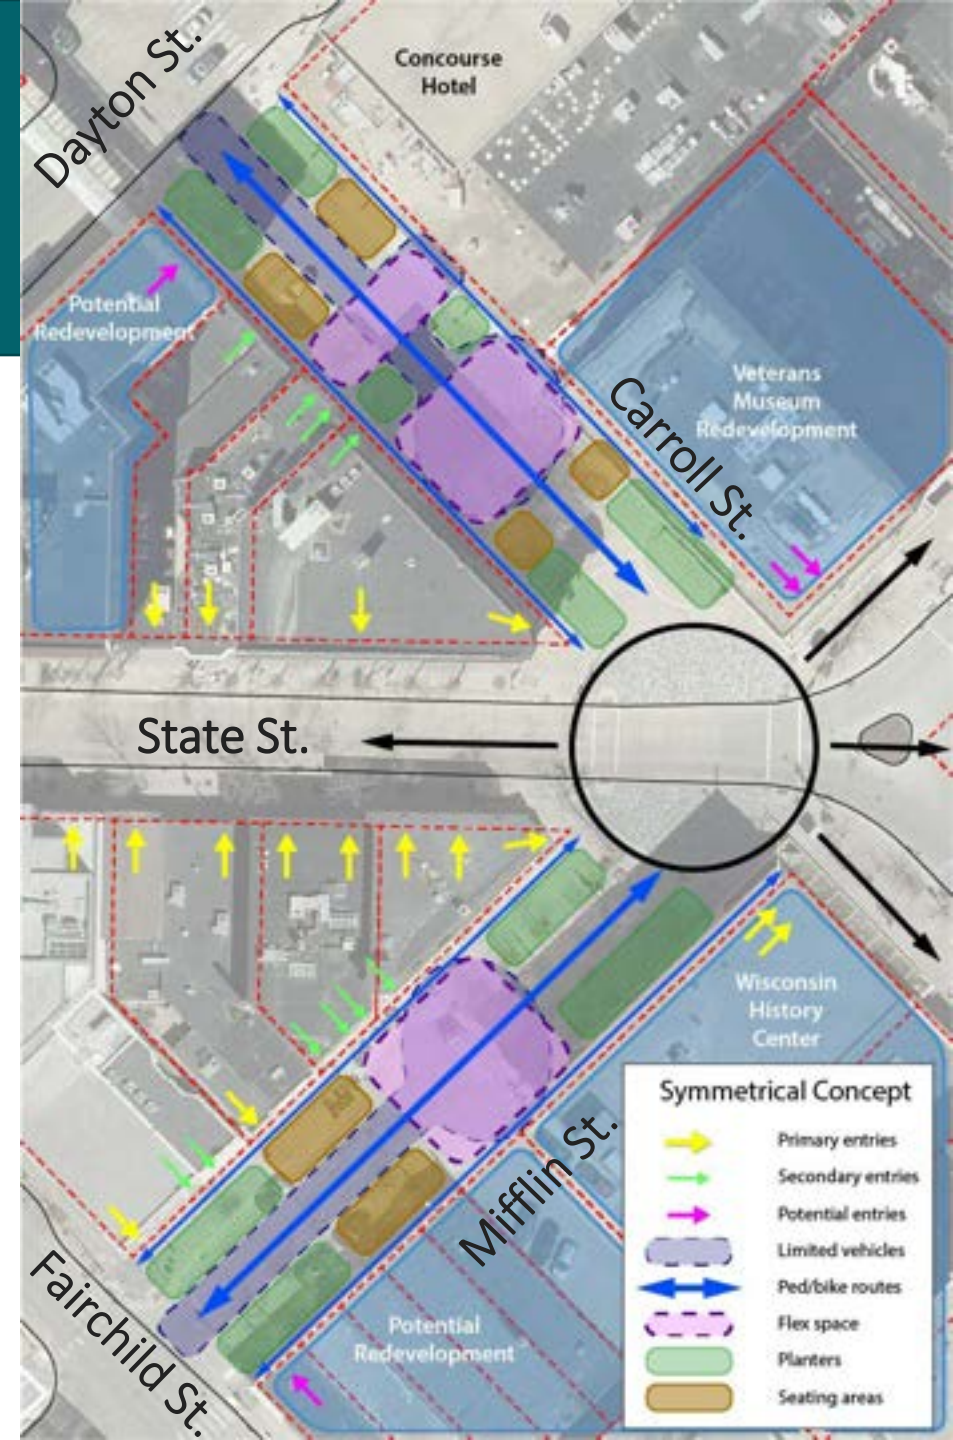 Dayton St.
Concourse
Hotel
Potential
Redevelopment
Veterans
Museum
Redevelopment
Carroll St.
State St.
Wisconsin
History
Center
Mifflin St.
Fairchild St.
Potential
Redevelopment
Symmetrical Concept
Primary entries
Secondary entries
Potential entries
Limited vehicles
Ped/bike routes
Flex space
Planters
Seating areas